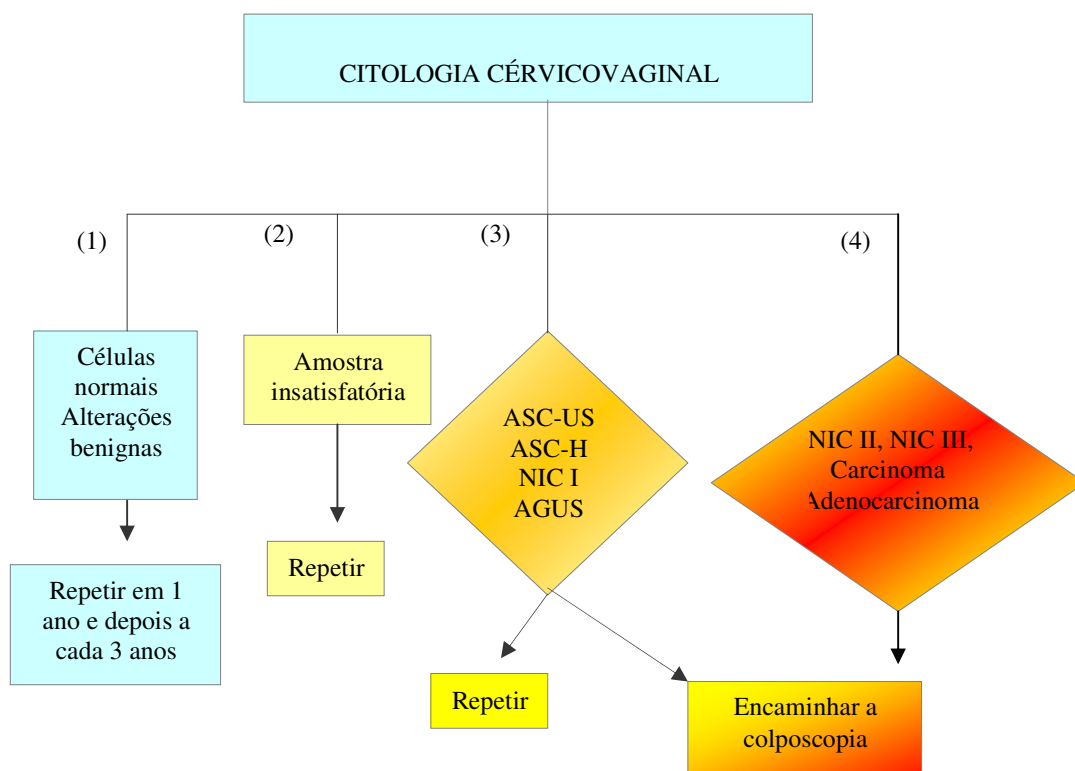 CITOLOGIA CÉRVICOVAGINAL
(1)
(2)
(3)
(4)
Células
normais
Alterações
benignas
Amostra
insatisfatória
ASC-US
ASC-H
NIC I
AGUS
NIC II, NIC III,
Carcinoma
Adenocarcinoma
Repetir
Repetir em 1
ano e depois a
cada 3 anos
Repetir
Encaminhar a
colposcopia